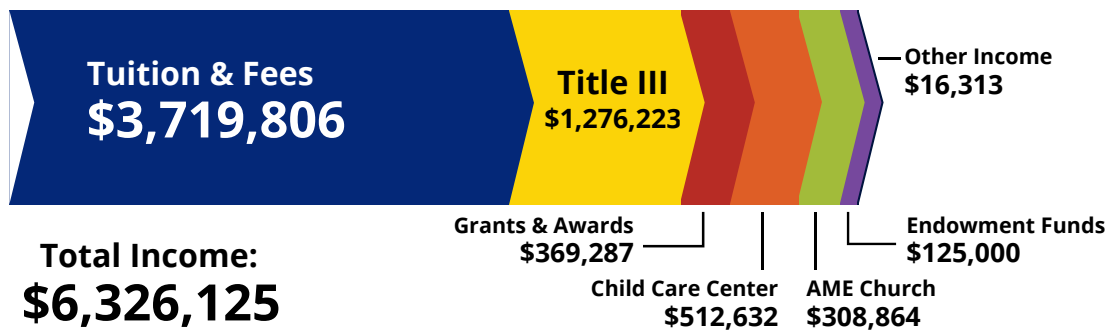 Tuition & Fees
$3,719,806
Title III
$1,276,223
Other Income
$16,313
Grants & Awards
$369,287
Endowment Funds
$125,000
Total Income:
$6,326,125
Child Care Center
$512,632
AME Church
$308,864